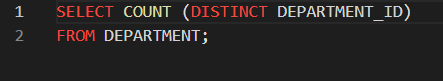 1 SELECT COUNT (DISTINCT DEPARTMENT_ID)
2 FROM DEPARTMENT;